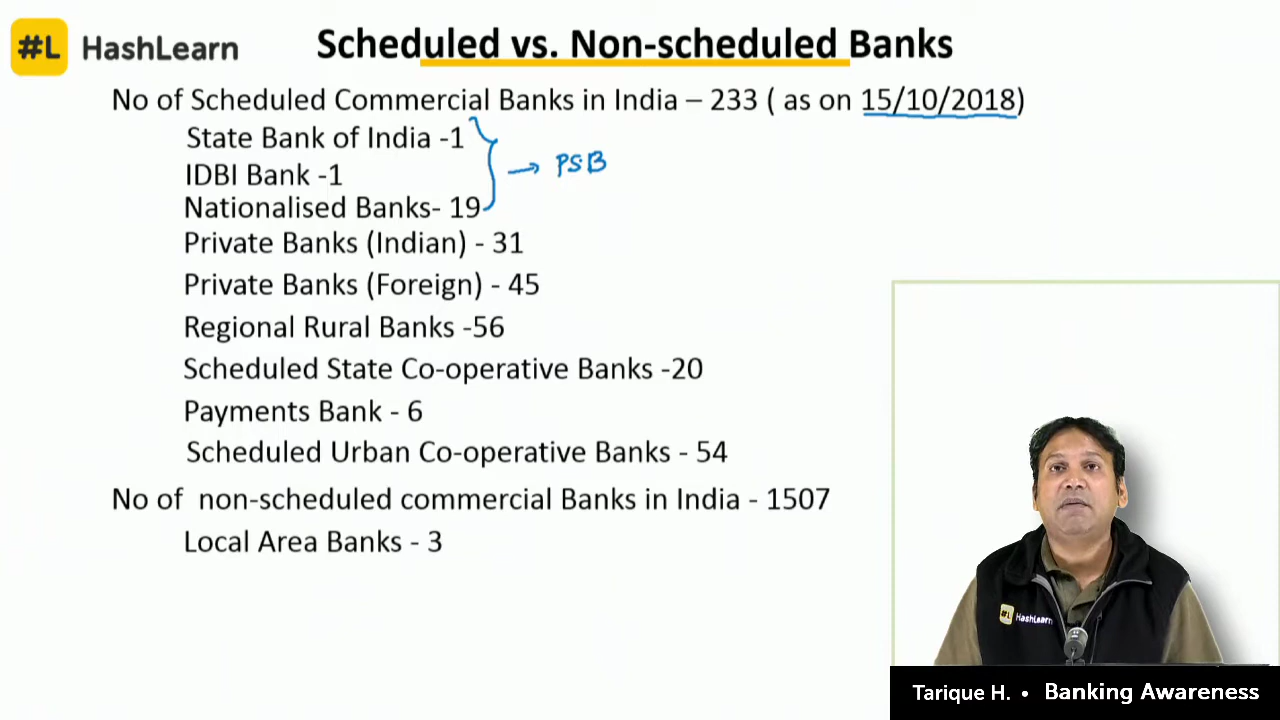 #L HashLearn
Scheduled vs. Non-scheduled Banks
No of Scheduled Commercial Banks in India – 233 ( as on 15/10/2018)
State Bank of India -1
IDBI Bank -1
→ PSB
Nationalised Banks- 19
Private Banks (Indian) - 31
Private Banks (Foreign) - 45
Regional Rural Banks -56
Scheduled State Co-operative Banks -20
Payments Bank - 6
Scheduled Urban Co-operative Banks - 54
No of non-scheduled commercial Banks in India - 1507
Local Area Banks - 3
#L HashLearn
Tarique H. • Banking Awareness